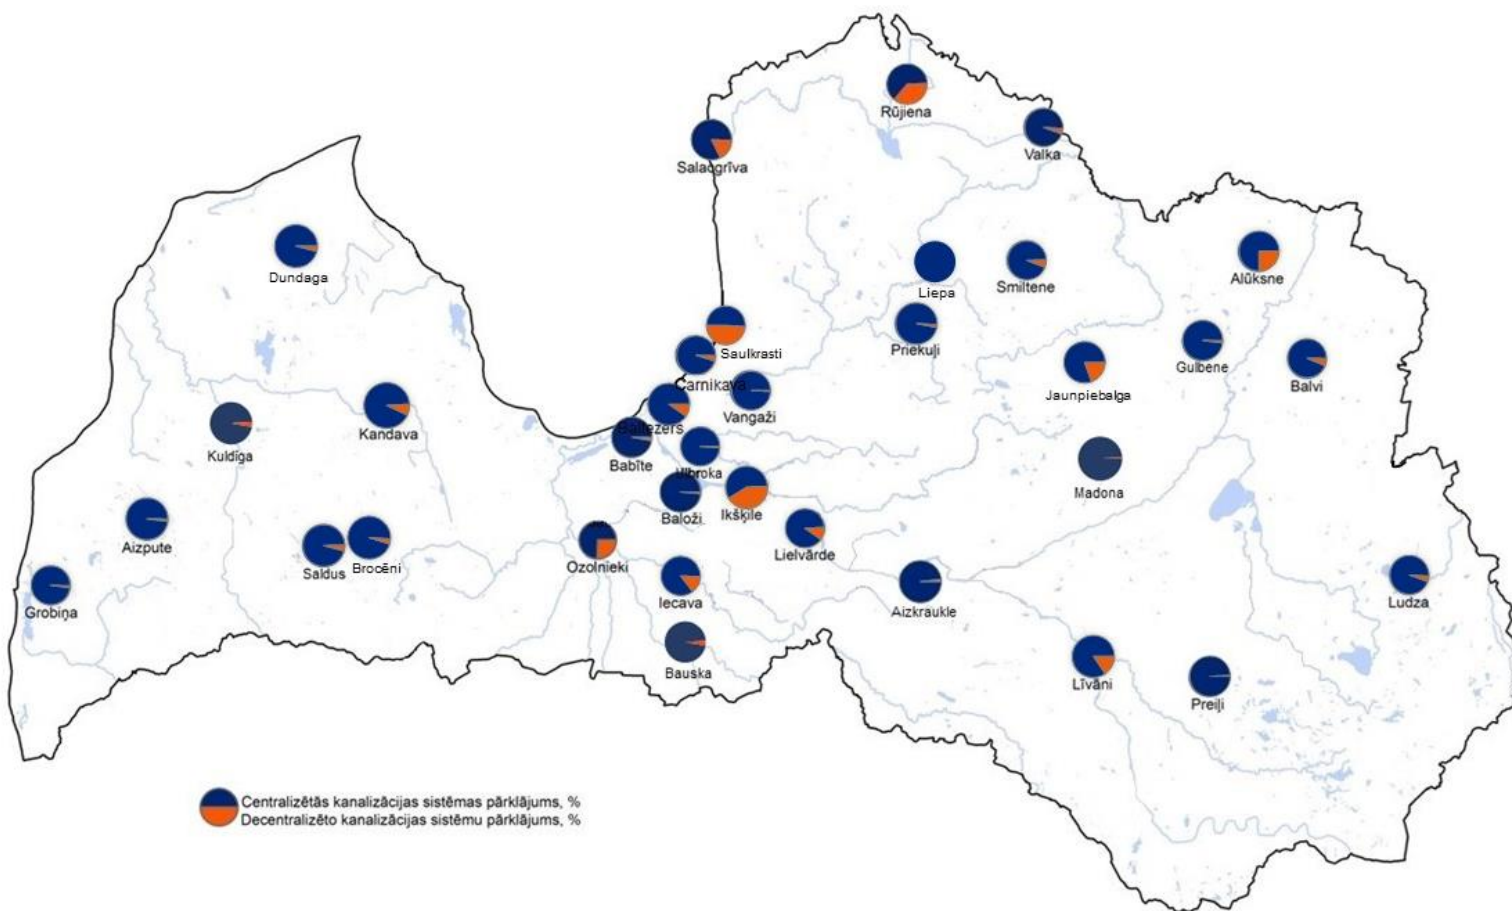 Rūjiena
Valka
Salacgrīva
Dundaga
Liepa
Smiltene
Alūksne
Saulkrasti
Priekuļi
Gulbene
Balvi
Carnikava
Jaunpiebalga
Vangaži
Kandava
Baltezers
Kuldīga
Babīte
Ulbroka
Madona
Ikšķile
Baloži
Aizpute
Lielvārde
Saldus
Brocēni
Ozolnieki
Grobiņa
Iecava
Aizkraukle
Ludza
Bauska
Līvāni
Preiļi
Centralizētās kanalizācijas sistēmas pārklājums, %
Decentralizēto kanalizācijas sistēmu pārklājums, %